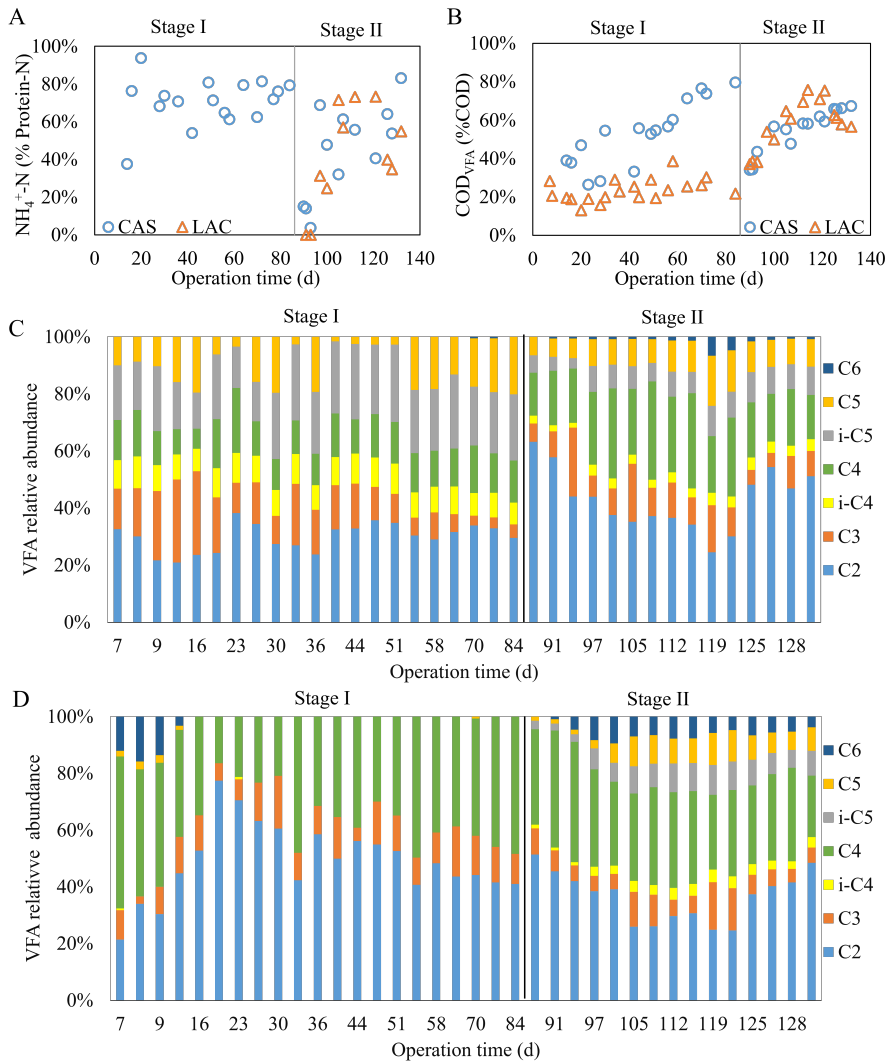 A
Stage I
Stage II
NH₄⁺-N (% Protein-N)
100%
80%
60%
40%
20%
0%
CAS
LAC
0 20 40 60 80 100 120 140
Operation time (d)
B
Stage I
Stage II
COD_VFA (%COD)
100%
80%
60%
40%
20%
0%
CAS
LAC
0 20 40 60 80 100 120 140
Operation time (d)
C
Stage I
Stage II
VFA relative abundance
100%
80%
60%
40%
20%
0%
7 9 16 23 30 36 44 51 58 70 84 91 97 105 112 119 125 128
Operation time (d)
C6
C5
i-C5
C4
i-C4
C3
C2
D
Stage I
Stage II
VFA relativve abundance
100%
80%
60%
40%
20%
0%
7 9 16 23 30 36 44 51 58 70 84 91 97 105 112 119 125 128
Operation time (d)
C6
C5
i-C5
C4
i-C4
C3
C2